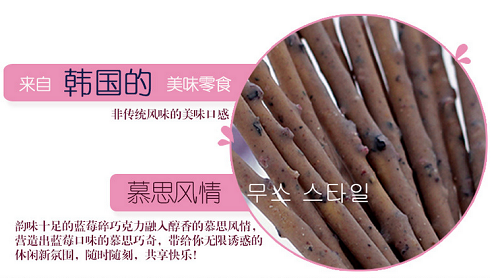 来自 韩国的 美味零食
非传统风味的美味口感
慕思风情 무스 스타일
韵味十足的蓝莓碎巧克力融入醇香的慕思风情，
营造出蓝莓口味的慕思巧奇，带给你无限诱惑的
休闲新氛围，随时随刻，共享快乐！